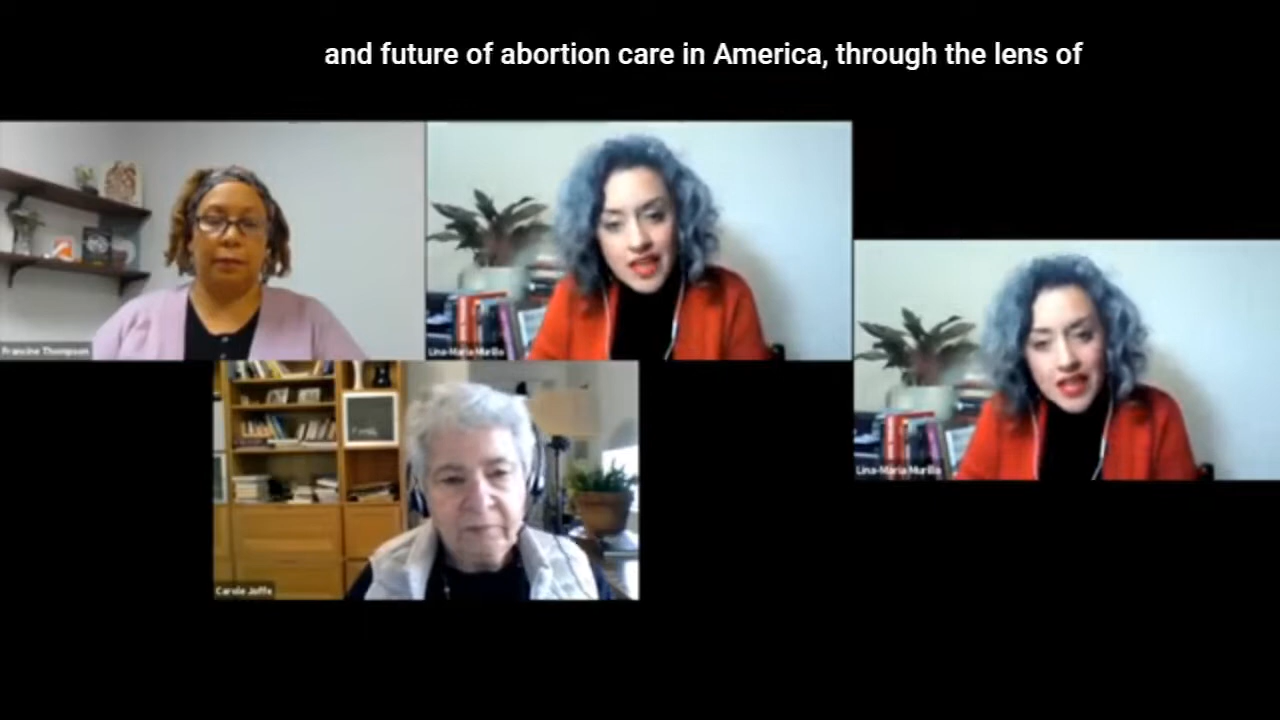 and future of abortion care in America, through the lens of
Francine Thompson
Lina-Maria Murillo
Lina-Maria Murillo
Carole Joffe